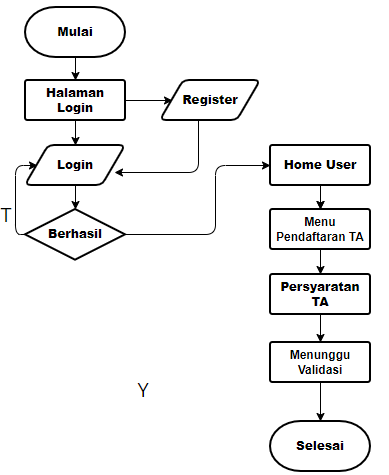 Mulai
Halaman
Login
Register
Login
Home User
T
Berhasil
Menu
Pendaftaran TA
Persyaratan
TA
Menunggu
Validasi
Y
Selesai